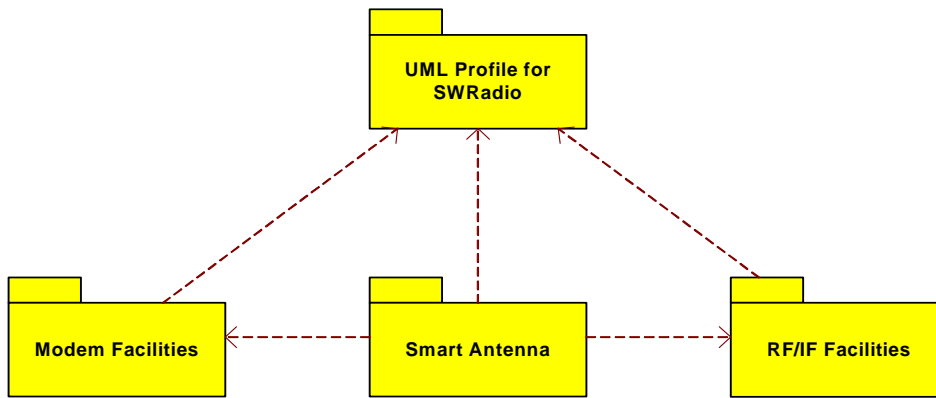 UML Profile for
SWRadio
Modem Facilities
Smart Antenna
RF/IF Facilities